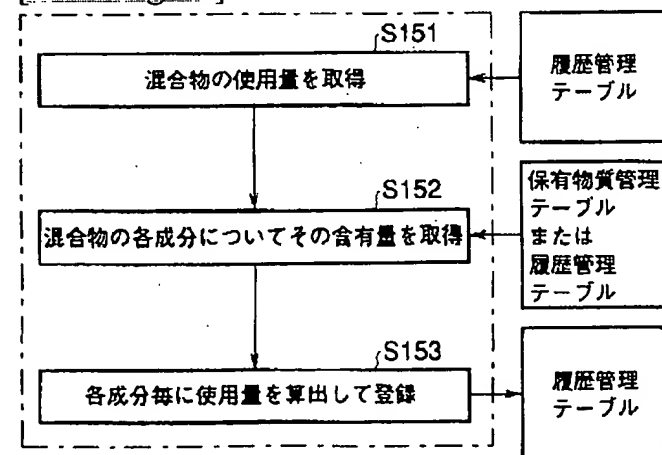 S151
混合物の使用量を取得
履歴管理
テーブル
S152
混合物の各成分についてその含有量を取得
保有物質管理
テーブル
または
履歴管理
テーブル
S153
各成分毎に使用量を算出して登録
履歴管理
テーブル